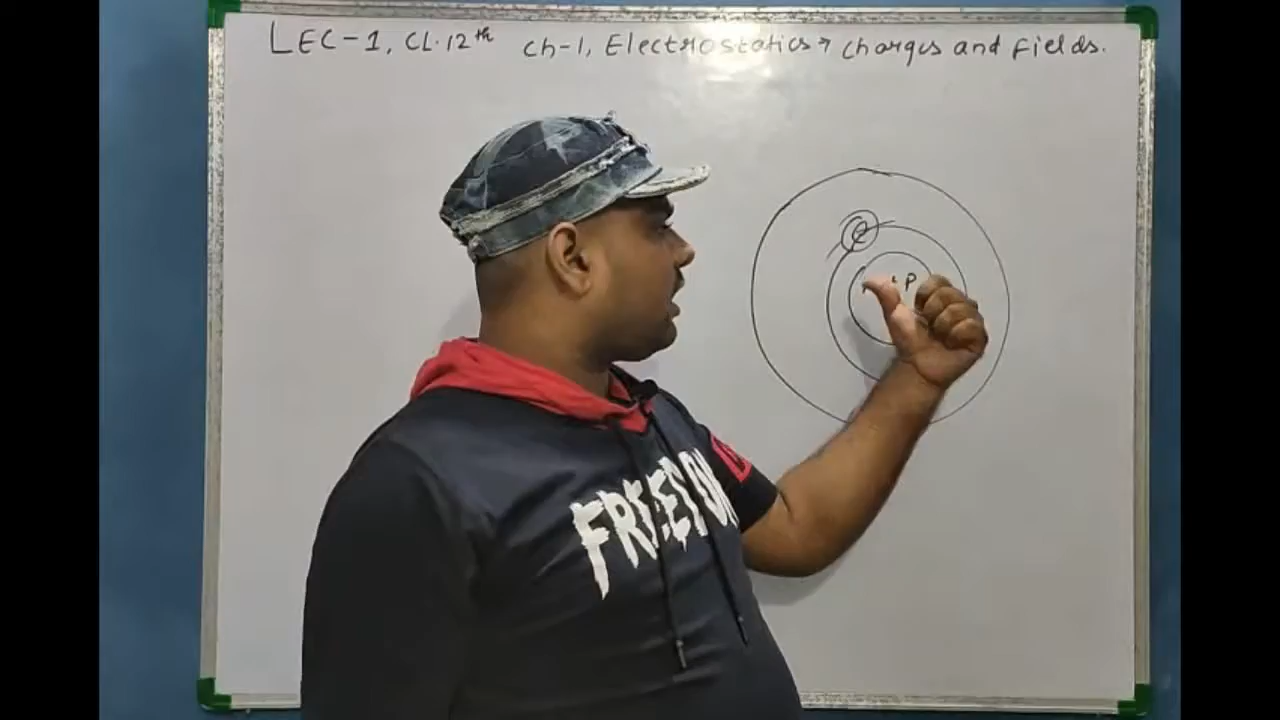 LEC-1, CL.12th Ch-1, Electrostatics → Charges and Fields.
P
FREEDOM